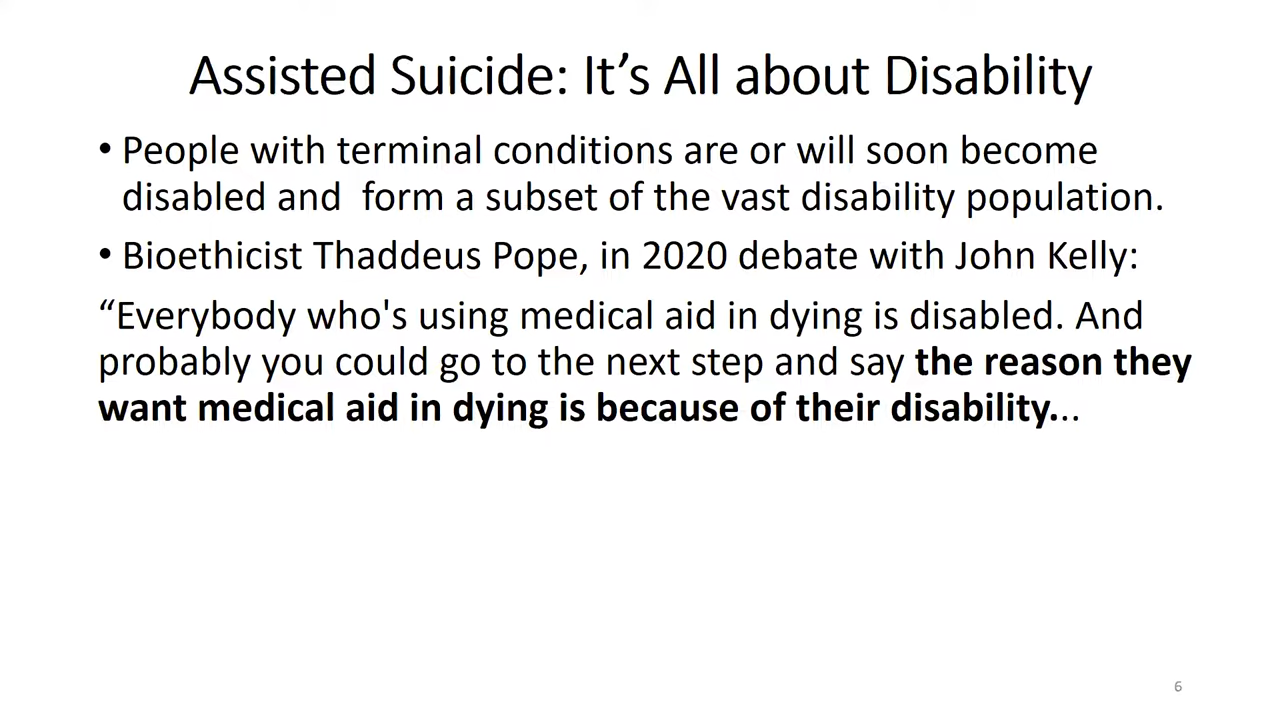 Assisted Suicide: It’s All about Disability
• People with terminal conditions are or will soon become
disabled and  form a subset of the vast disability population.
• Bioethicist Thaddeus Pope, in 2020 debate with John Kelly:
“Everybody who's using medical aid in dying is disabled. And
probably you could go to the next step and say the reason they
want medical aid in dying is because of their disability...
6